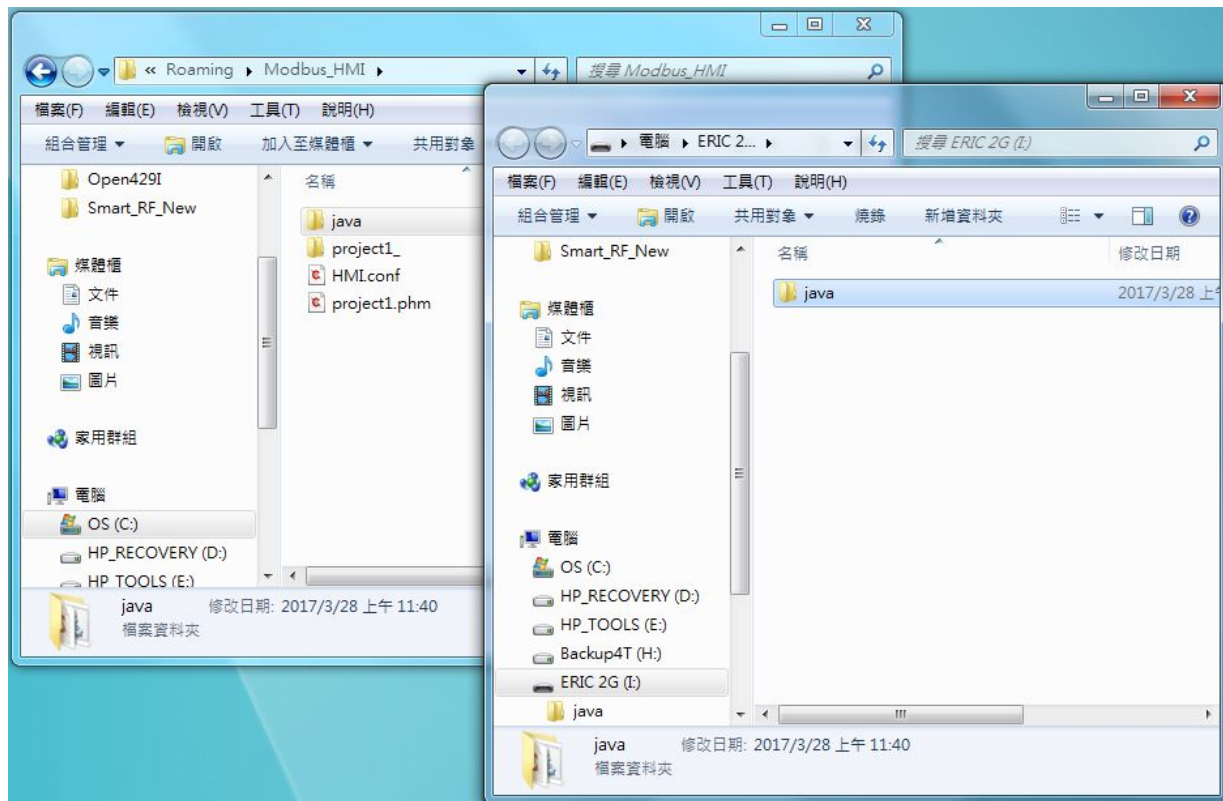 « Roaming ▸ Modbus_HMI ▸
搜尋 Modbus_HMI
檔案(F) 編輯(E) 檢視(V) 工具(T) 說明(H)
組合管理 開啟 加入至媒體櫃 共用對象
Open429I
Smart_RF_New
媒體櫃
文件
音樂
視訊
圖片
家用群組
電腦
OS (C:)
HP_RECOVERY (D:)
HP_TOOLS (E:)
名稱
java
project1_
HMI.conf
project1.phm
java 修改日期: 2017/3/28 上午 11:40
檔案資料夾
▸ 電腦 ▸ ERIC 2... ▸
搜尋 ERIC 2G (I:)
檔案(F) 編輯(E) 檢視(V) 工具(T) 說明(H)
組合管理 開啟 共用對象 燒錄 新增資料夾
Smart_RF_New
媒體櫃
文件
音樂
視訊
圖片
家用群組
電腦
OS (C:)
HP_RECOVERY (D:)
HP_TOOLS (E:)
Backup4T (H:)
ERIC 2G (I:)
java
名稱 修改日期
java 2017/3/28 上
java 修改日期: 2017/3/28 上午 11:40
檔案資料夾